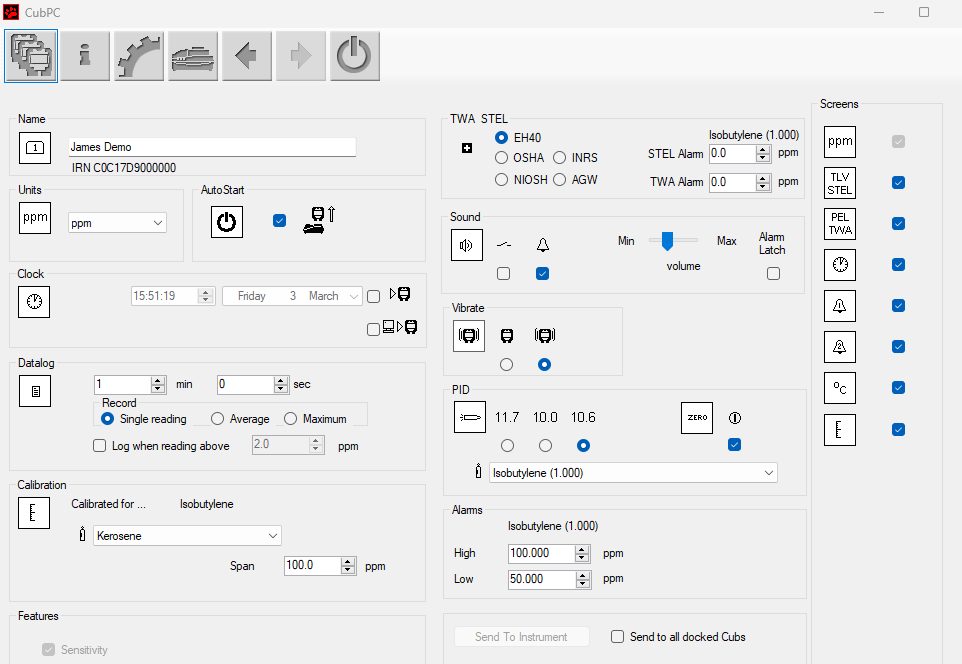 CubPC
Name
1
James Demo
IRN C0C17D9000000
Units
ppm
ppm
AutoStart
Clock
15:51:19
Friday 3 March
Datalog
1 min 0 sec
Record
Single reading Average Maximum
Log when reading above 2.0 ppm
Calibration
Calibrated for ... Isobutylene
Kerosene
Span 100.0 ppm
Features
Sensitivity
TWA STEL
EH40
OSHA INRS
NIOSH AGW
Isobutylene (1.000)
STEL Alarm 0.0 ppm
TWA Alarm 0.0 ppm
Sound
Min Max
volume
Alarm
Latch
Vibrate
PID
11.7 10.0 10.6
ZERO
Isobutylene (1.000)
Alarms
Isobutylene (1.000)
High 100.000 ppm
Low 50.000 ppm
Send To Instrument Send to all docked Cubs
Screens
ppm
TLV
STEL
PEL
TWA
1
2
°C